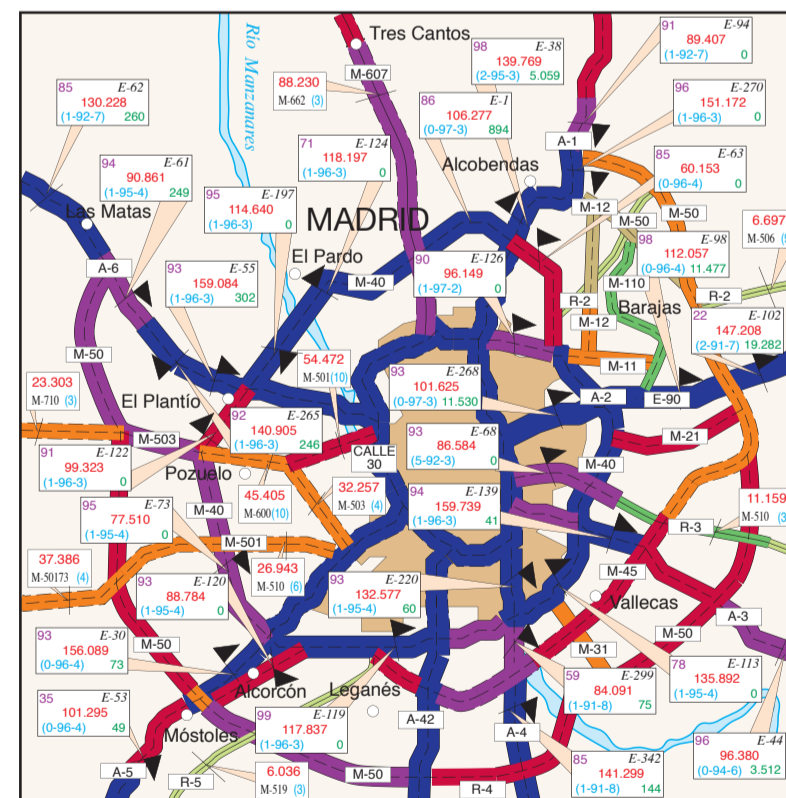 Río Manzanares
Tres Cantos
M-607
88.230
M-662 (3)
98 E-38
139.769
(2-95-3) 5.059
91 E-94
89.407
(1-92-7) 0
85 E-62
130.228
(1-92-7) 260
86 E-1
106.277
(0-97-3) 894
96 E-270
151.172
(1-96-3) 0
71 E-124
118.197
(1-96-3) 0
A-1
94 E-61
90.861
(1-95-4) 249
Alcobendas
85 E-63
60.153
(0-96-4) 0
95 E-197
114.640
(1-96-3) 0
Las Matas
MADRID
M-12
M-50
M-50
6.697
M-506
98 E-98
112.057
(0-96-4) 11.477
El Pardo
90 E-126
96.149
(1-97-2) 0
A-6
93 E-55
159.084
(1-96-3) 302
M-40
M-110
R-2
R-2
Barajas
22 E-102
147.208
(2-91-7) 19.282
M-12
M-50
54.472
M-501 (10)
M-11
23.303
M-710 (3)
93 E-268
101.625
(0-97-3) 11.530
A-2
E-90
El Plantío
92 E-265
140.905
(1-96-3) 246
93 E-68
86.584
(5-92-3) 0
M-21
M-503
CALLE
30
91 E-122
99.323
(1-96-3) 0
Pozuelo
M-40
45.405
M-600 (10)
32.257
M-503 (4)
94 E-139
159.739
(1-96-3) 41
11.159
M-510 (3
95 E-73
77.510
(1-95-4) 0
M-40
R-3
M-501
37.386
M-50173 (4)
26.943
M-510 (6)
M-45
93 E-120
88.784
(1-95-4) 0
93 E-220
132.577
(1-95-4) 60
Vallecas
A-3
93 E-30
156.089
(0-96-4) 73
M-50
M-31
M-50
59 E-299
84.091
(1-91-8) 75
78 E-113
135.892
(1-95-4) 0
Alcorcón
Leganés
35 E-53
101.295
(0-96-4) 49
99 E-119
117.837
(1-96-3) 0
A-42
A-4
Móstoles
96 E-44
96.380
(0-94-6) 3.512
85 E-342
141.299
(1-91-8) 144
A-5
R-5
6.036
M-519 (3)
M-50
R-4